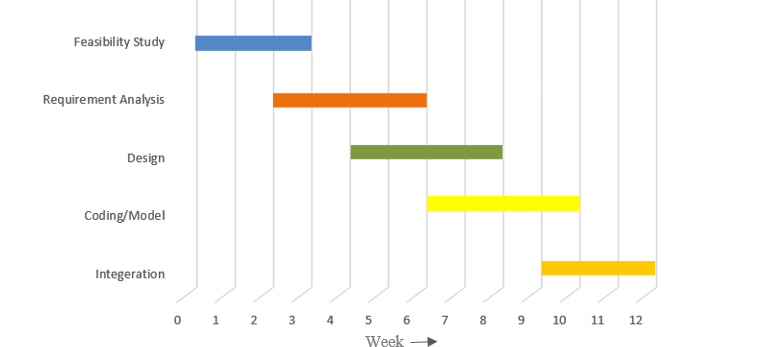 Feasibility Study
Requirement Analysis
Design
Coding/Model
Integeration
0 1 2 3 4 5 6 7 8 9 10 11 12
Week